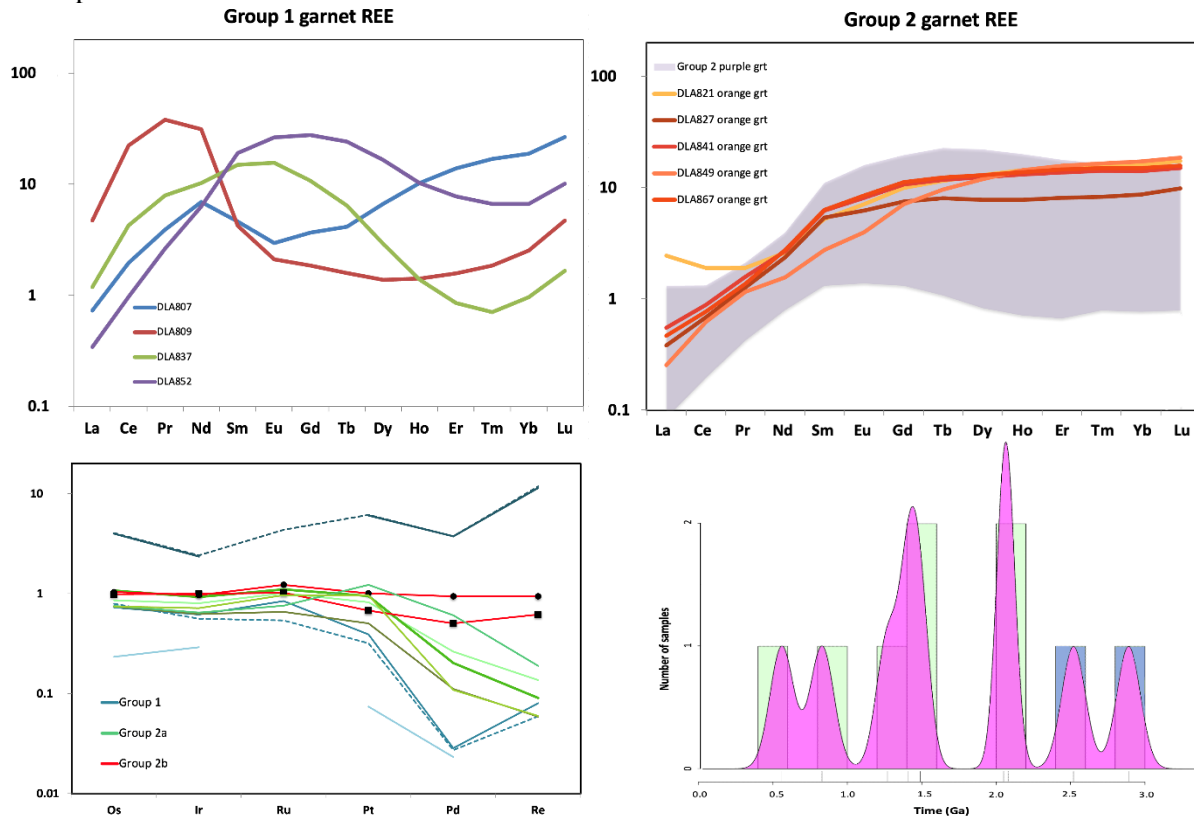 Group 1 garnet REE
100
10
1
0.1
DLA807
DLA809
DLA837
DLA852
La Ce Pr Nd Sm Eu Gd Tb Dy Ho Er Tm Yb Lu
Group 2 garnet REE
100
10
1
0.1
Group 2 purple grt
DLA821 orange grt
DLA827 orange grt
DLA841 orange grt
DLA849 orange grt
DLA867 orange grt
La Ce Pr Nd Sm Eu Gd Tb Dy Ho Er Tm Yb Lu
10
1
0.1
0.01
Group 1
Group 2a
Group 2b
Os Ir Ru Pt Pd Re
Number of samples
2
1
0
0.0 0.5 1.0 1.5 2.0 2.5 3.0
Time (Ga)